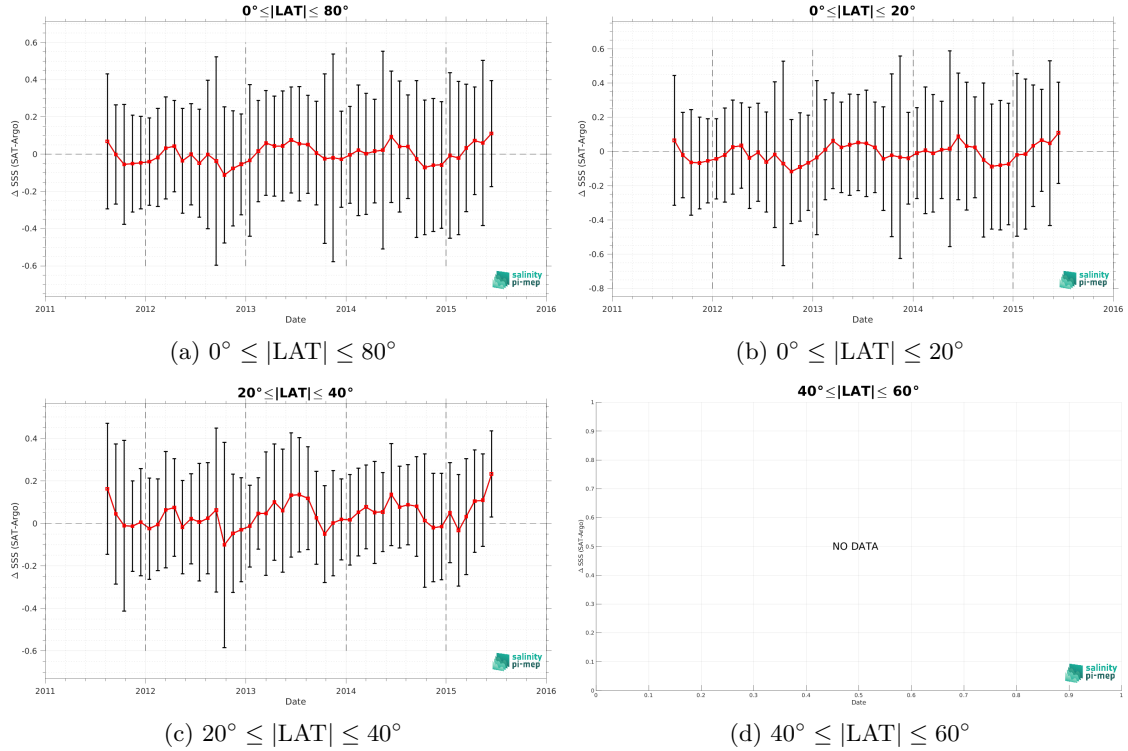 0°≤|LAT|≤ 80°
0.6
0.4
0.2
0
-0.2
-0.4
-0.6
Δ SSS (SAT-Argo)
2011
2012
2013
2014
2015
2016
Date
salinity
pi-mep
(a) 0° ≤ |LAT| ≤ 80°
0°≤|LAT|≤ 20°
0.6
0.4
0.2
0
-0.2
-0.4
-0.6
-0.8
Δ SSS (SAT-Argo)
2011
2012
2013
2014
2015
2016
Date
salinity
pi-mep
(b) 0° ≤ |LAT| ≤ 20°
20°≤|LAT|≤ 40°
0.4
0.2
0
-0.2
-0.4
-0.6
Δ SSS (SAT-Argo)
2011
2012
2013
2014
2015
2016
Date
salinity
pi-mep
(c) 20° ≤ |LAT| ≤ 40°
40°≤|LAT|≤ 60°
1
0.9
0.8
0.7
0.6
0.5
0.4
0.3
0.2
0.1
0
Δ SSS (SAT-Argo)
NO DATA
0
0.1
0.2
0.3
0.4
0.5
0.6
0.7
0.8
0.9
1
Date
salinity
pi-mep
(d) 40° ≤ |LAT| ≤ 60°